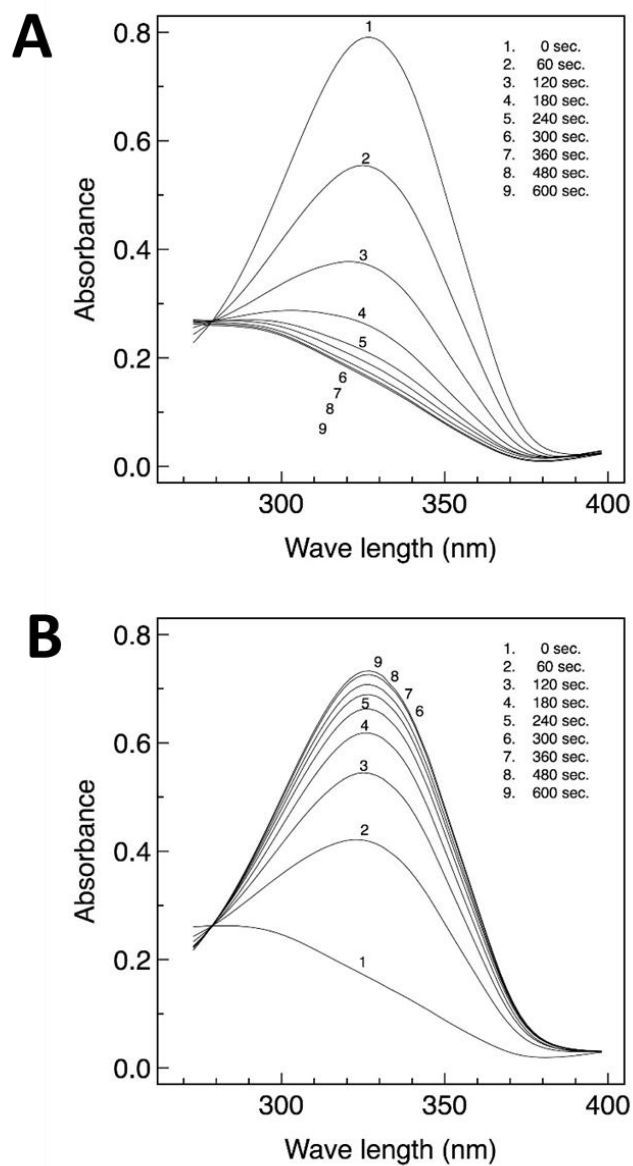 A
0.8
0.6
0.4
0.2
0.0
Absorbance
1
2
3
4
5
6
7
8
9
1. 0 sec.
2. 60 sec.
3. 120 sec.
4. 180 sec.
5. 240 sec.
6. 300 sec.
7. 360 sec.
8. 480 sec.
9. 600 sec.
300 350 400
Wave length (nm)
B
0.8
0.6
0.4
0.2
0.0
Absorbance
9
8
7
6
5
4
3
2
1
1. 0 sec.
2. 60 sec.
3. 120 sec.
4. 180 sec.
5. 240 sec.
6. 300 sec.
7. 360 sec.
8. 480 sec.
9. 600 sec.
300 350 400
Wave length (nm)